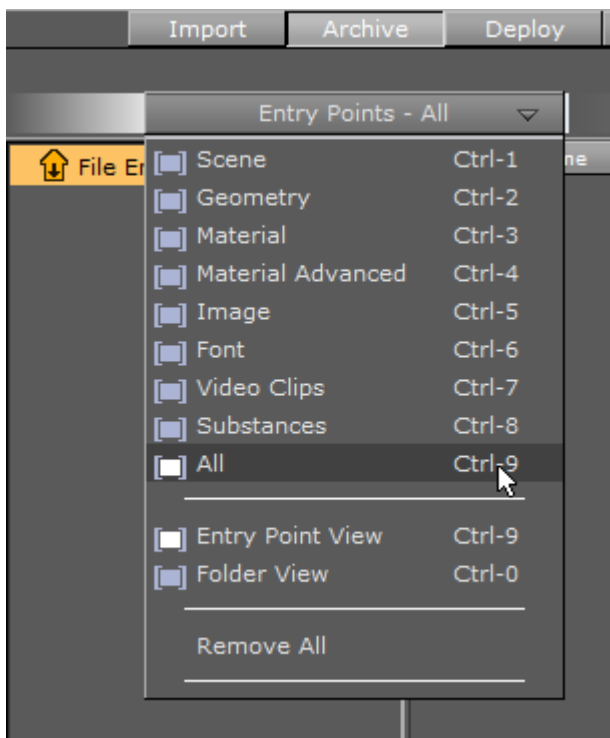 Import Archive Deploy
Entry Points - All
File En
me
Scene Ctrl-1
Geometry Ctrl-2
Material Ctrl-3
Material Advanced Ctrl-4
Image Ctrl-5
Font Ctrl-6
Video Clips Ctrl-7
Substances Ctrl-8
All Ctrl-9
Entry Point View Ctrl-9
Folder View Ctrl-0
Remove All